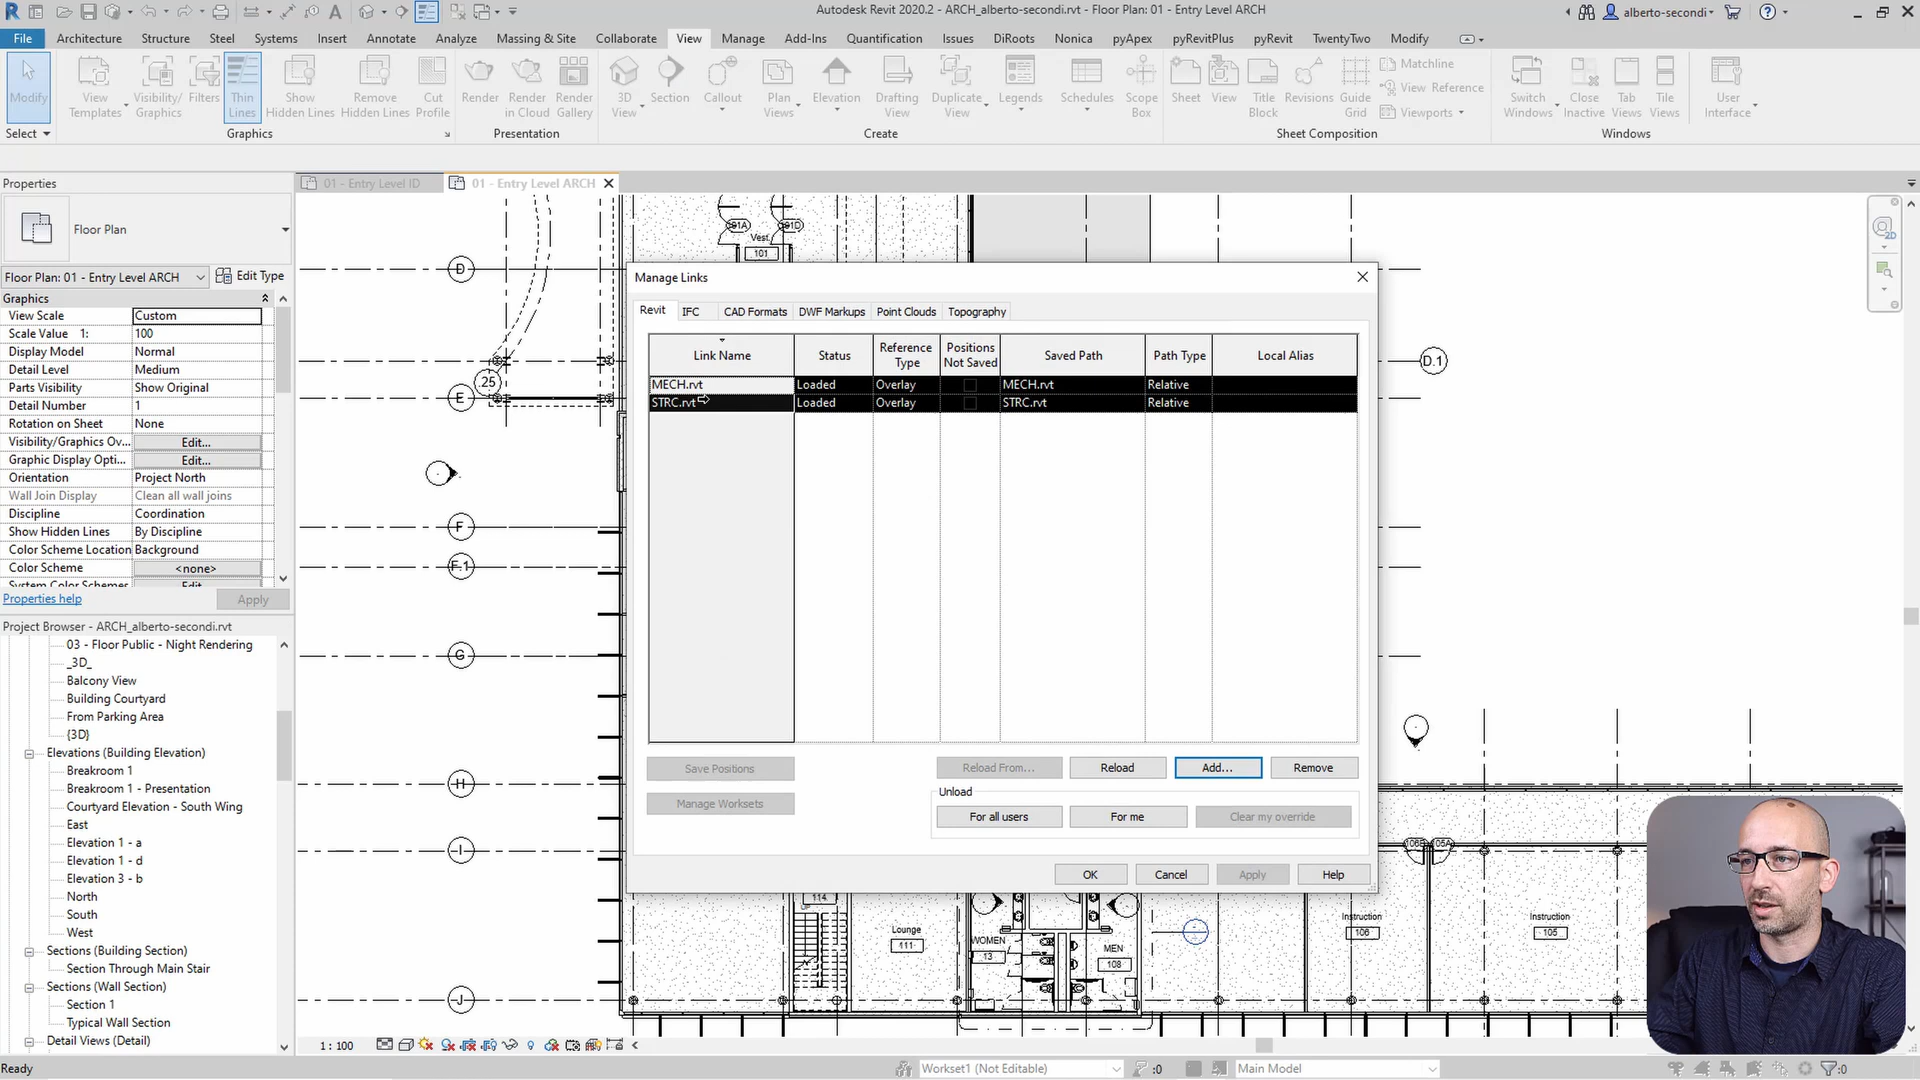 Autodesk Revit 2020.2 - ARCH_alberto-secondi.rvt - Floor Plan: 01 - Entry Level ARCH
alberto-secondi
File Architecture Structure Steel Systems Insert Annotate Analyze Massing & Site Collaborate View Manage Add-Ins Quantification Issues DiRoots Nonica pyApex pyRevitPlus pyRevit TwentyTwo Modify
Modify
View Templates
Visibility/ Graphics
Filters
Thin Lines
Show Hidden Lines
Remove Hidden Lines
Cut Profile
Render
Render in Cloud
Render Gallery
3D View
Section
Callout
Plan Views
Elevation
Drafting View
Duplicate View
Legends
Schedules
Scope Box
Sheet
View
Title Block
Revisions
Guide Grid
Matchline
View Reference
Viewports
Switch Windows
Close Inactive
Tab Views
Tile Views
User Interface
Select
Graphics
Presentation
Create
Sheet Composition
Windows
Properties
01 - Entry Level ID
01 - Entry Level ARCH
Floor Plan
Floor Plan: 01 - Entry Level ARCH
Edit Type
Graphics
View Scale Custom
Scale Value 1: 100
Display Model Normal
Detail Level Medium
Parts Visibility Show Original
Detail Number 1
Rotation on Sheet None
Visibility/Graphics Ov... Edit...
Graphic Display Opti... Edit...
Orientation Project North
Wall Join Display Clean all wall joins
Discipline Coordination
Show Hidden Lines By Discipline
Color Scheme Location Background
Color Scheme <none>
System Color Schemes Edit
Properties help
Apply
Project Browser - ARCH_alberto-secondi.rvt
03 - Floor Public - Night Rendering
_3D_
Balcony View
Building Courtyard
From Parking Area
{3D}
Elevations (Building Elevation)
Breakroom 1
Breakroom 1 - Presentation
Courtyard Elevation - South Wing
East
Elevation 1 - a
Elevation 1 - d
Elevation 3 - b
North
South
West
Sections (Building Section)
Section Through Main Stair
Sections (Wall Section)
Section 1
Typical Wall Section
Detail Views (Detail)
Vest.
101
D
.25
E
F
F.1
G
H
I
J
D.1
Manage Links
Revit IFC CAD Formats DWF Markups Point Clouds Topography
Link Name Status Reference Type Positions Not Saved Saved Path Path Type Local Alias
MECH.rvt Loaded Overlay MECH.rvt Relative
STRC.rvt Loaded Overlay STRC.rvt Relative
Save Positions
Reload From...
Reload
Add...
Remove
Manage Worksets
Unload
For all users
For me
Clear my override
OK
Cancel
Apply
Help
114
Lounge
111
WOMEN
13
MEN
108
Instruction
106
Instruction
105
1 : 100
Ready
Workset1 (Not Editable)
:0
Main Model
:0